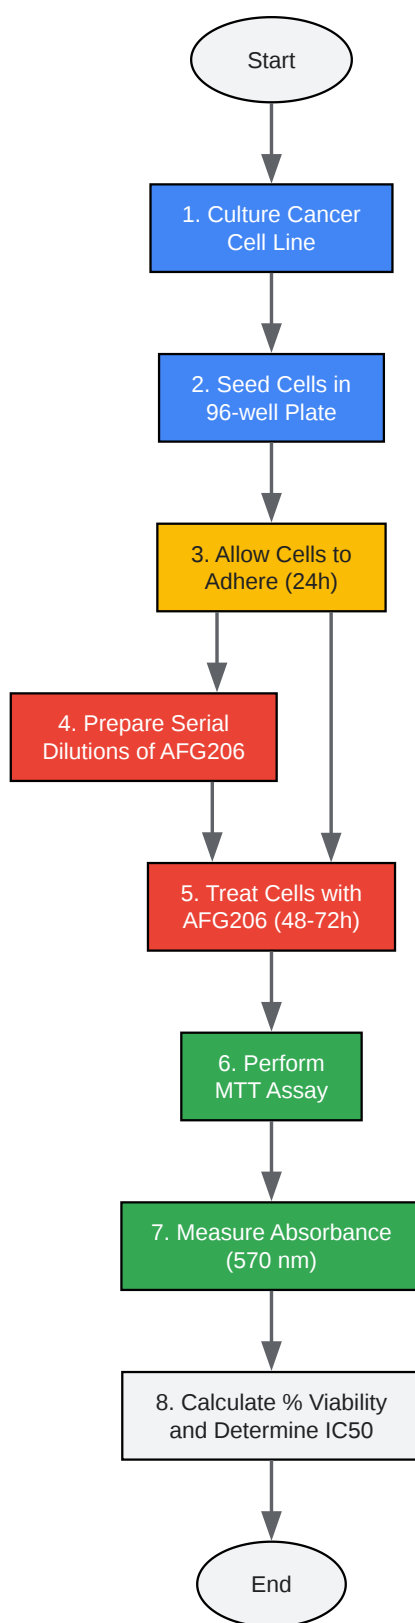 Start
1. Culture Cancer
Cell Line
2. Seed Cells in
96-well Plate
3. Allow Cells to
Adhere (24h)
4. Prepare Serial
Dilutions of AFG206
5. Treat Cells with
AFG206 (48-72h)
6. Perform
MTT Assay
7. Measure Absorbance
(570 nm)
8. Calculate % Viability
and Determine IC50
End